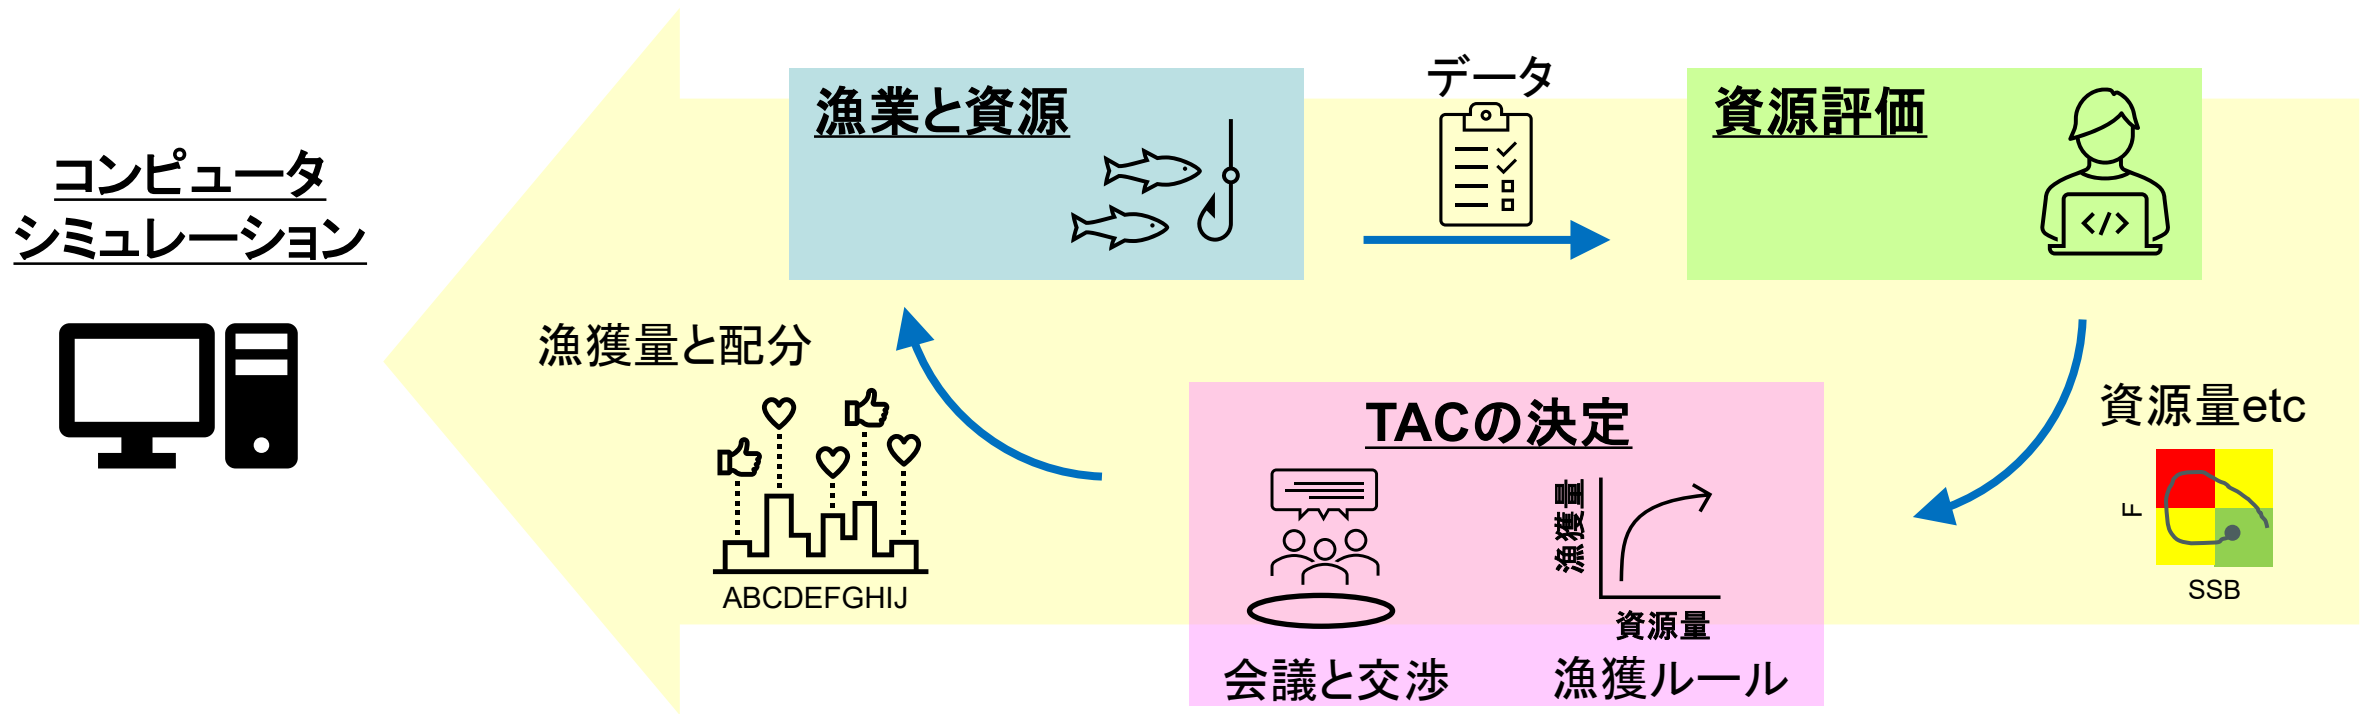 コンピュータ
シミュレーション
漁業と資源
データ
資源評価
漁獲量と配分
ABCDEFGHIJ
TACの決定
漁獲量
資源量
会議と交渉
漁獲ルール
資源量etc
F
SSB